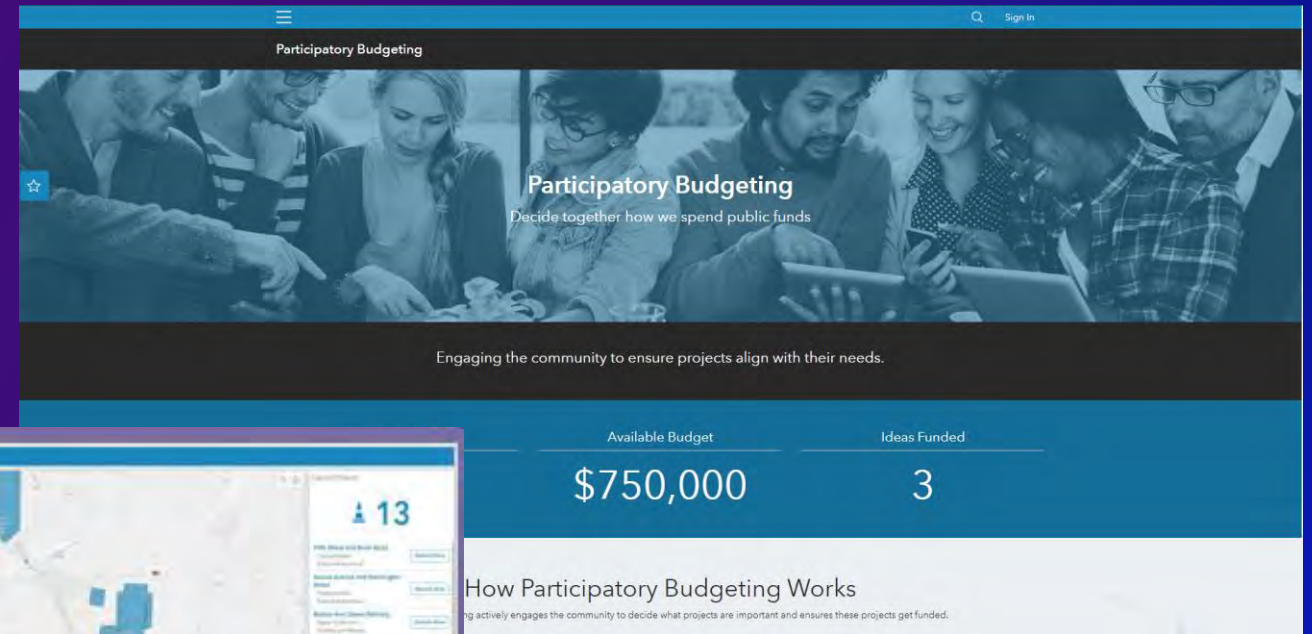 Sign In
Participatory Budgeting
Participatory Budgeting
Decide together how we spend public funds
Engaging the community to ensure projects align with their needs.
Available Budget
Ideas Funded
$750,000
3
13
How Participatory Budgeting Works
actively engages the community to decide what projects are important and ensures these projects get funded.